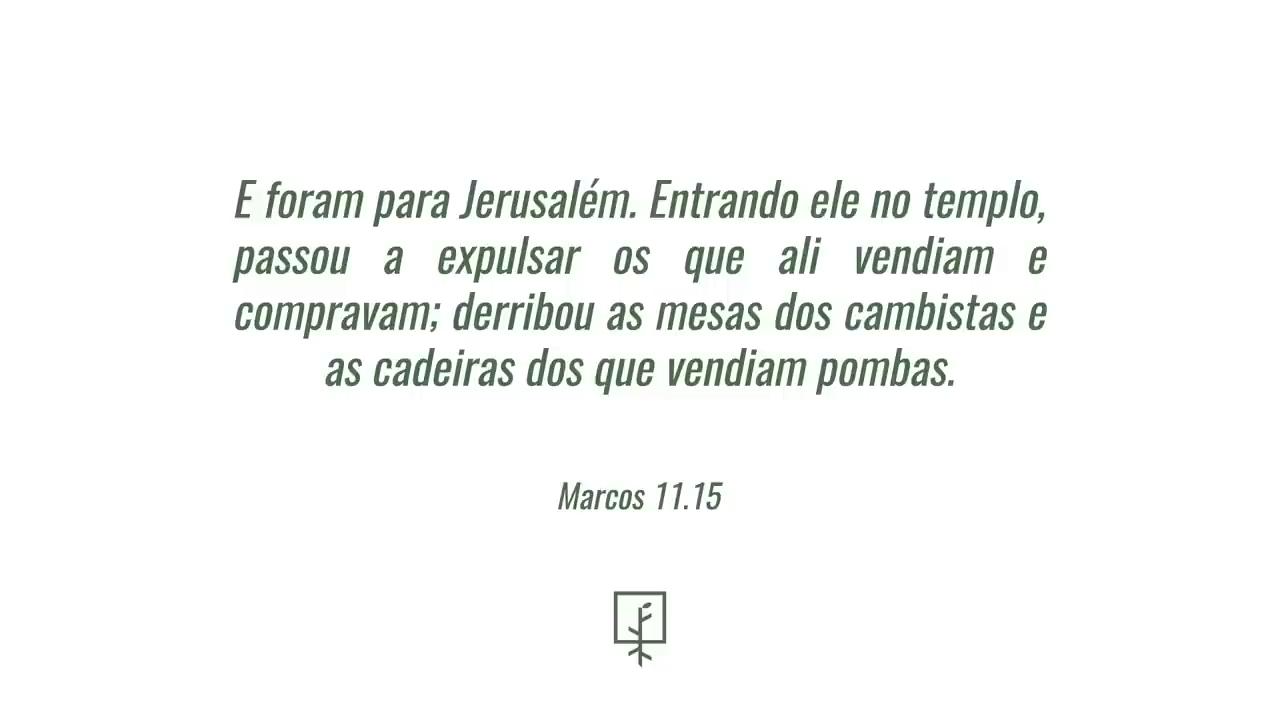 E foram para Jerusalém. Entrando ele no templo,
passou a expulsar os que ali vendiam e
compravam; derribou as mesas dos cambistas e
as cadeiras dos que vendiam pombas.
Marcos 11.15